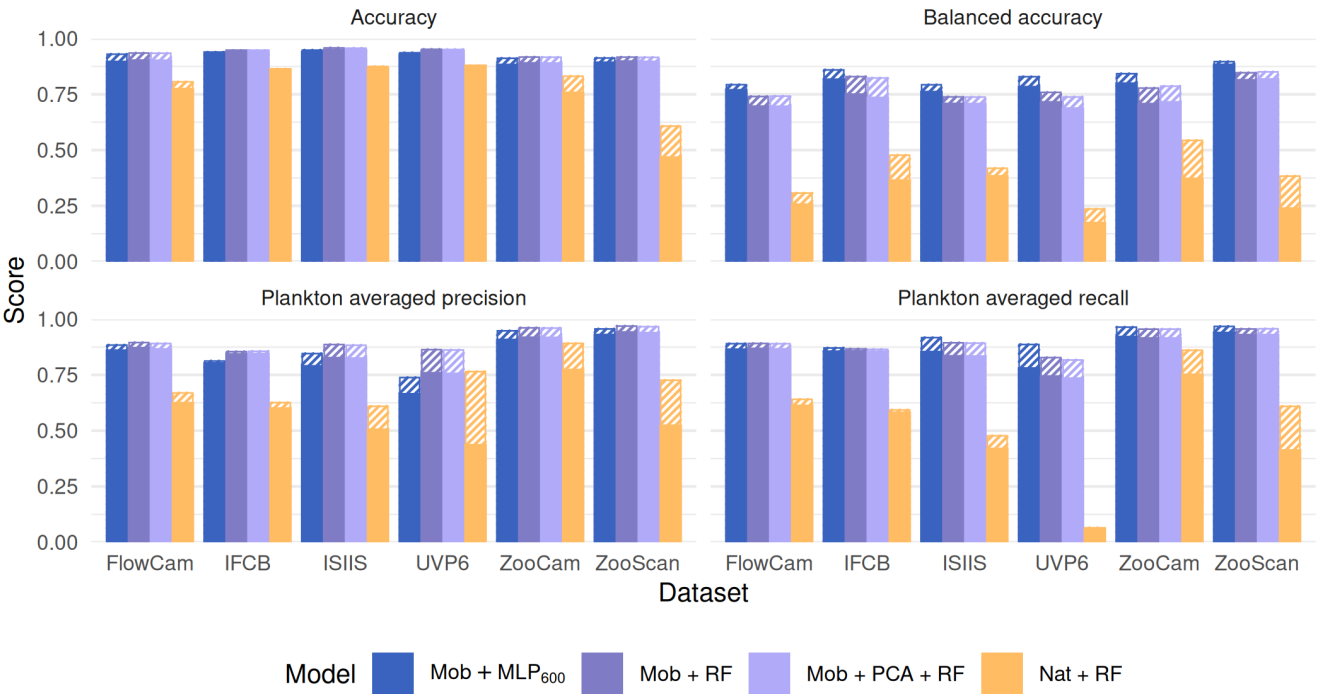 Accuracy
Balanced accuracy
1.00
0.75
0.50
0.25
0.00
Plankton averaged precision
Plankton averaged recall
1.00
0.75
0.50
0.25
0.00
Score
FlowCam IFCB ISIIS UVP6 ZooCam ZooScan
FlowCam IFCB ISIIS UVP6 ZooCam ZooScan
Dataset
Model Mob + MLP₆₀₀ Mob + RF Mob + PCA + RF Nat + RF